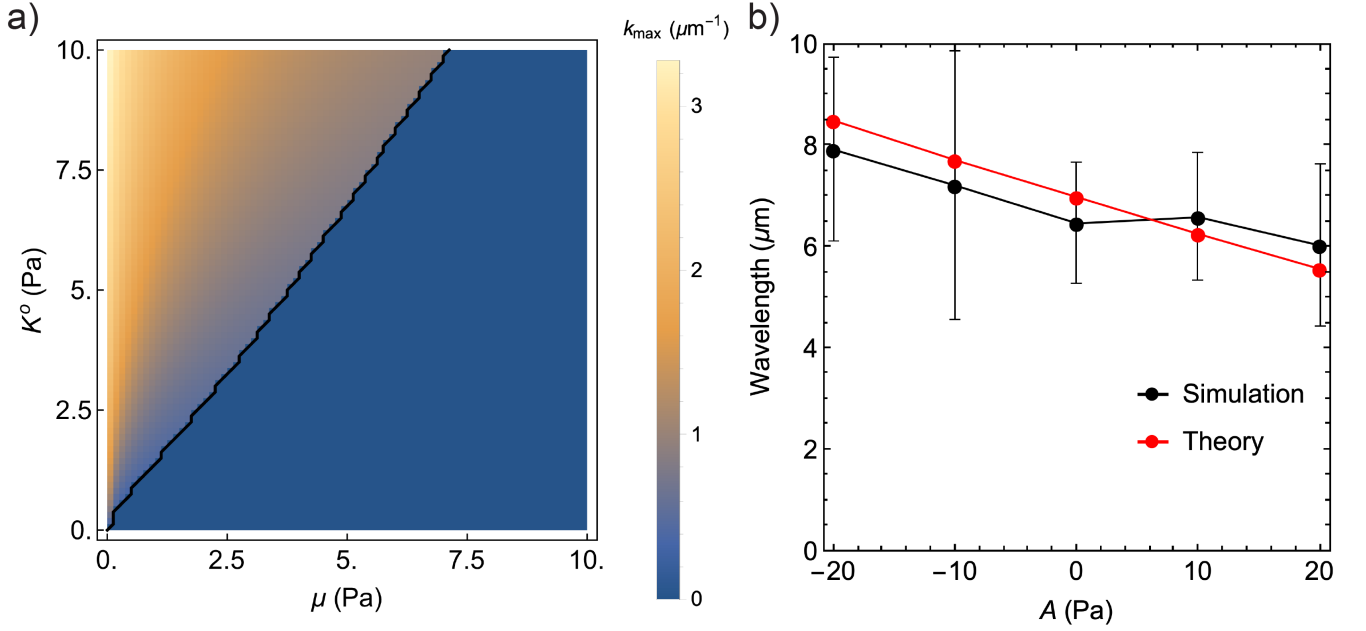 a)
k_max (μm⁻¹)
10.
7.5
5.
2.5
0.
K^o (Pa)
0.
2.5
5.
7.5
10.
μ (Pa)
3
2
1
0
b)
10
8
6
4
2
0
Wavelength (μm)
Simulation
Theory
−20
−10
0
10
20
A (Pa)